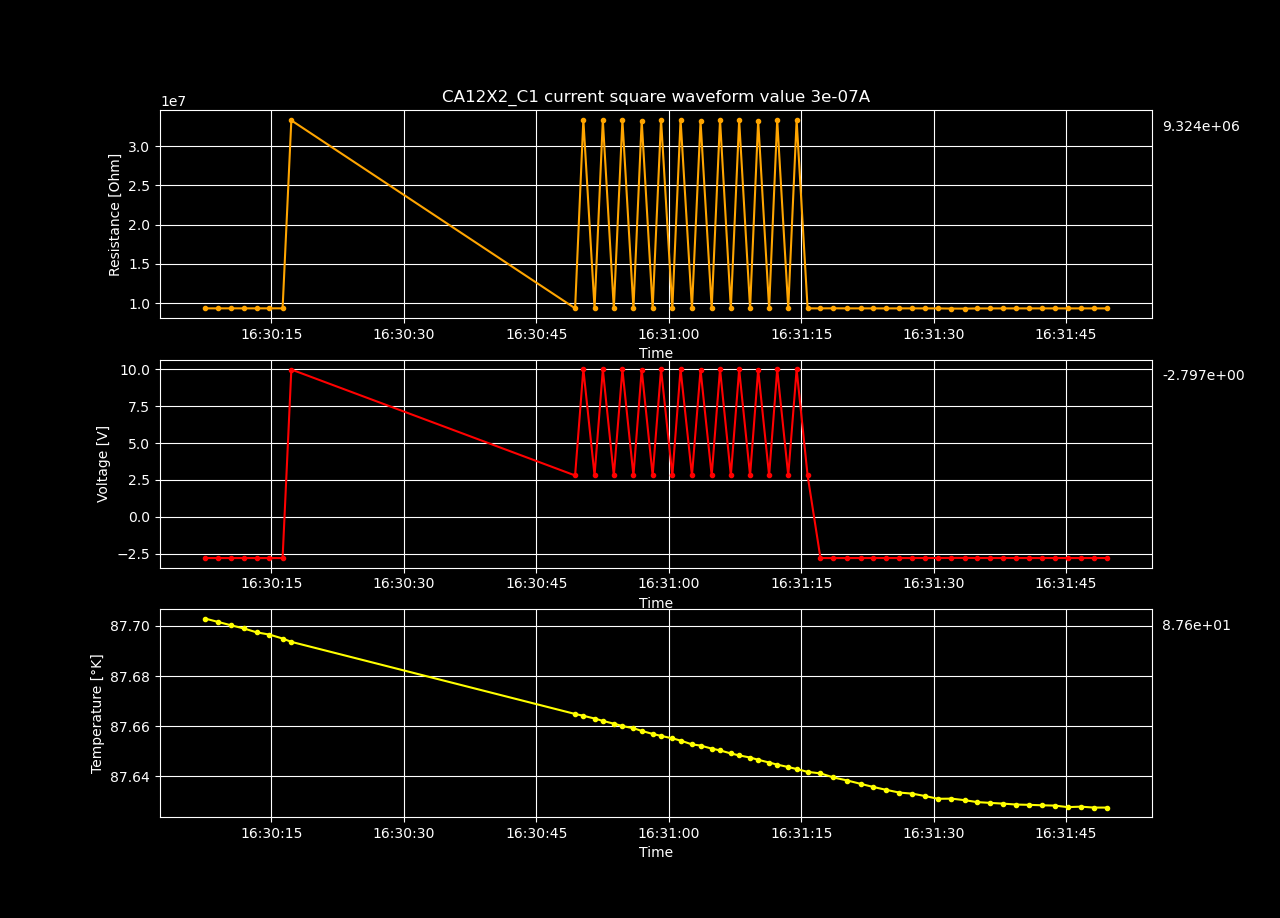 CA12X2_C1 current square waveform value 3e-07A
1e7
9.324e+06
3.0
2.5
2.0
1.5
1.0
Resistance [Ohm]
16:30:15 16:30:30 16:30:45 16:31:00 16:31:15 16:31:30 16:31:45
Time
-2.797e+00
10.0
7.5
5.0
2.5
0.0
−2.5
Voltage [V]
16:30:15 16:30:30 16:30:45 16:31:00 16:31:15 16:31:30 16:31:45
Time
8.76e+01
87.70
87.68
87.66
87.64
Temperature [°K]
16:30:15 16:30:30 16:30:45 16:31:00 16:31:15 16:31:30 16:31:45
Time